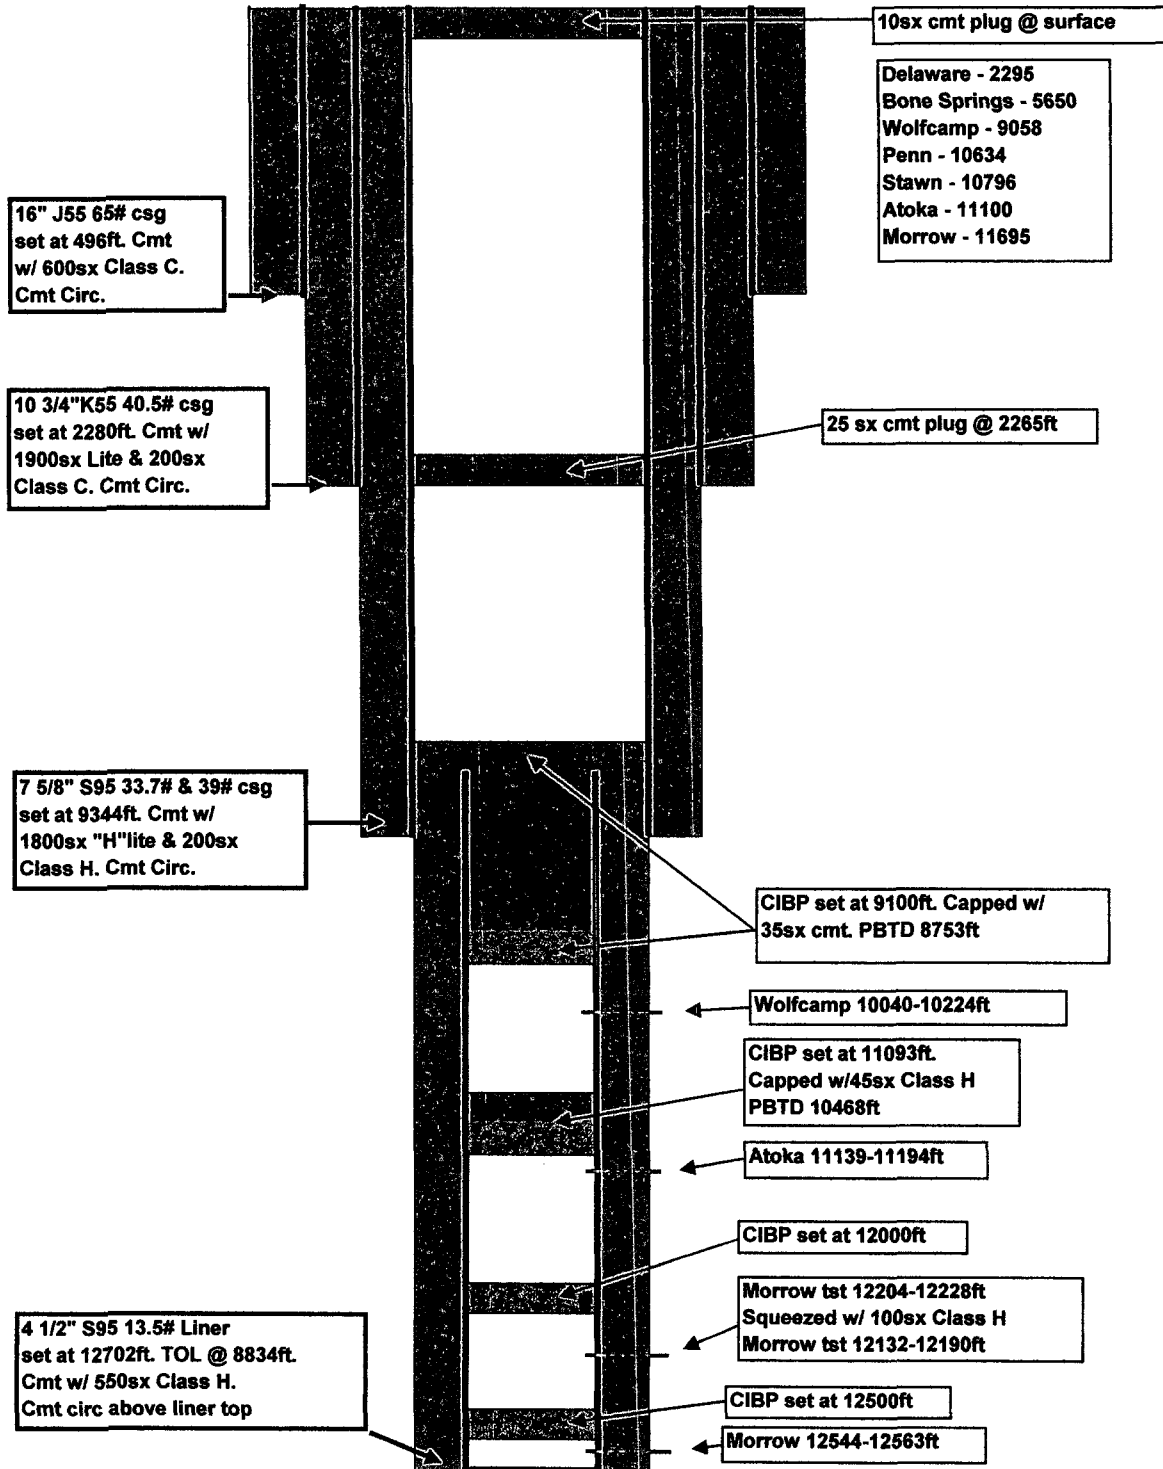 10sx cmt plug @ surface
Delaware - 2295
Bone Springs - 5650
Wolfcamp - 9058
Penn - 10634
Stawn - 10796
Atoka - 11100
Morrow - 11695
16" J55 65# csg
set at 496ft. Cmt
w/ 600sx Class C.
Cmt Circ.
10 3/4"K55 40.5# csg
set at 2280ft. Cmt w/
1900sx Lite & 200sx
Class C. Cmt Circ.
25 sx cmt plug @ 2265ft
7 5/8" S95 33.7# & 39# csg
set at 9344ft. Cmt w/
1800sx "H"lite & 200sx
Class H. Cmt Circ.
CIBP set at 9100ft. Capped w/
35sx cmt. PBTD 8753ft
Wolfcamp 10040-10224ft
CIBP set at 11093ft.
Capped w/45sx Class H
PBTD 10468ft
Atoka 11139-11194ft
CIBP set at 12000ft
Morrow tst 12204-12228ft
Squeezed w/ 100sx Class H
Morrow tst 12132-12190ft
4 1/2" S95 13.5# Liner
set at 12702ft. TOL @ 8834ft.
Cmt w/ 550sx Class H.
Cmt circ above liner top
CIBP set at 12500ft
Morrow 12544-12563ft